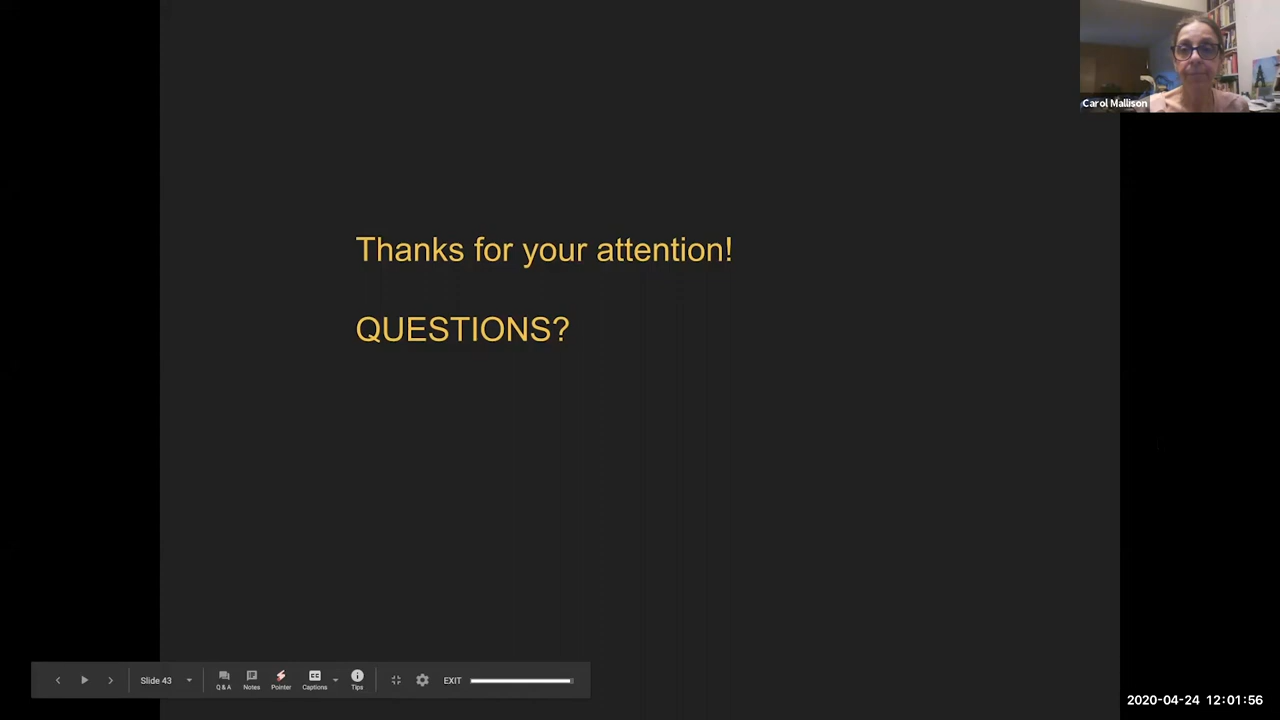 Carol Mallison
Thanks for your attention!
QUESTIONS?
Slide 43
Q & A
Notes
Pointer
Captions
Tips
EXIT
2020-04-24 12:01:56